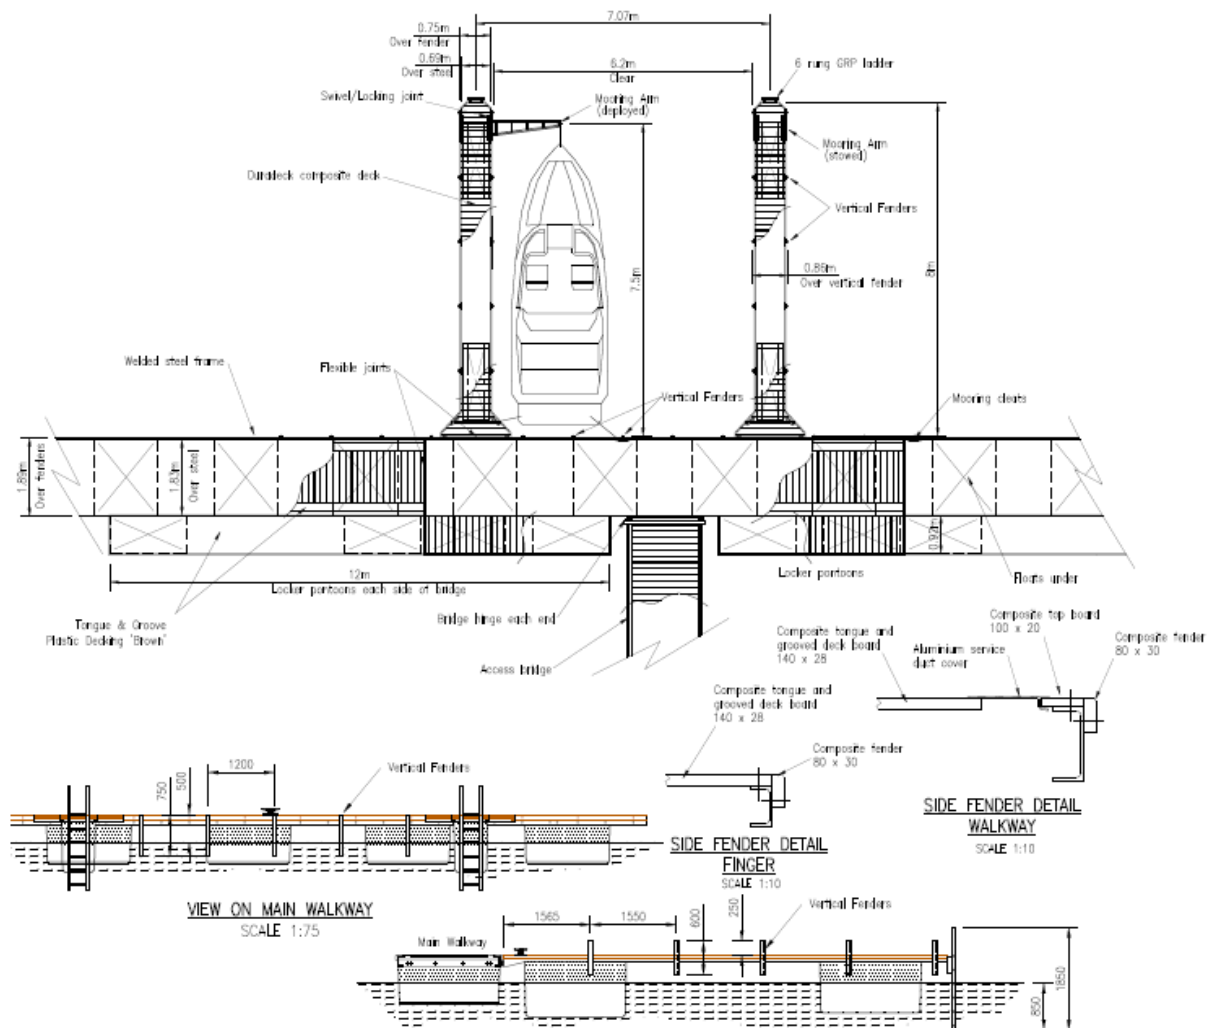 7.07m
0.75m
Over fender
0.69m
Over steel
6.2m
Clear
6 rung GRP ladder
Swivel/Locking joint
Mooring Arm
(deployed)
Mooring Arm
(stowed)
Duradeck composite deck
Vertical Fenders
7.5m
8m
0.86m
Over vertical fender
Welded steel frame
Flexible joints
Vertical Fenders
Mooring cleats
1.89m
Over fenders
1.83m
Over steel
0.92m
12m
Locker pontoons each side of bridge
Locker pontoons
Floats under
Tongue & Groove
Plastic Decking 'Brown'
Bridge hinge each end
Access bridge
Composite tongue and
grooved deck board
140 x 28
Composite top board
100 x 20
Aluminium service
duct cover
Composite fender
80 x 30
Composite tongue and
grooved deck board
140 x 28
Composite fender
80 x 30
SIDE FENDER DETAIL
WALKWAY
SCALE 1:10
SIDE FENDER DETAIL
FINGER
SCALE 1:10
1200
750
500
Vertical Fenders
VIEW ON MAIN WALKWAY
SCALE 1:75
1565
1550
600
250
Vertical Fenders
Main Walkway
1850
850